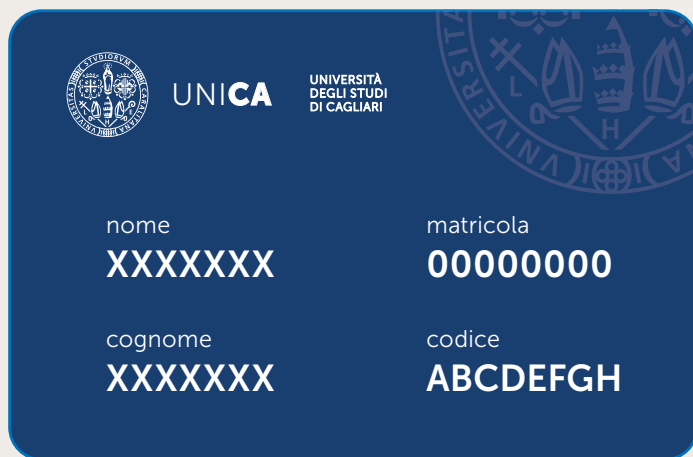 UNICA
UNIVERSITÀ
DEGLI STUDI
DI CAGLIARI
nome
XXXXXXX
matricola
00000000
cognome
XXXXXXX
codice
ABCDEFGH